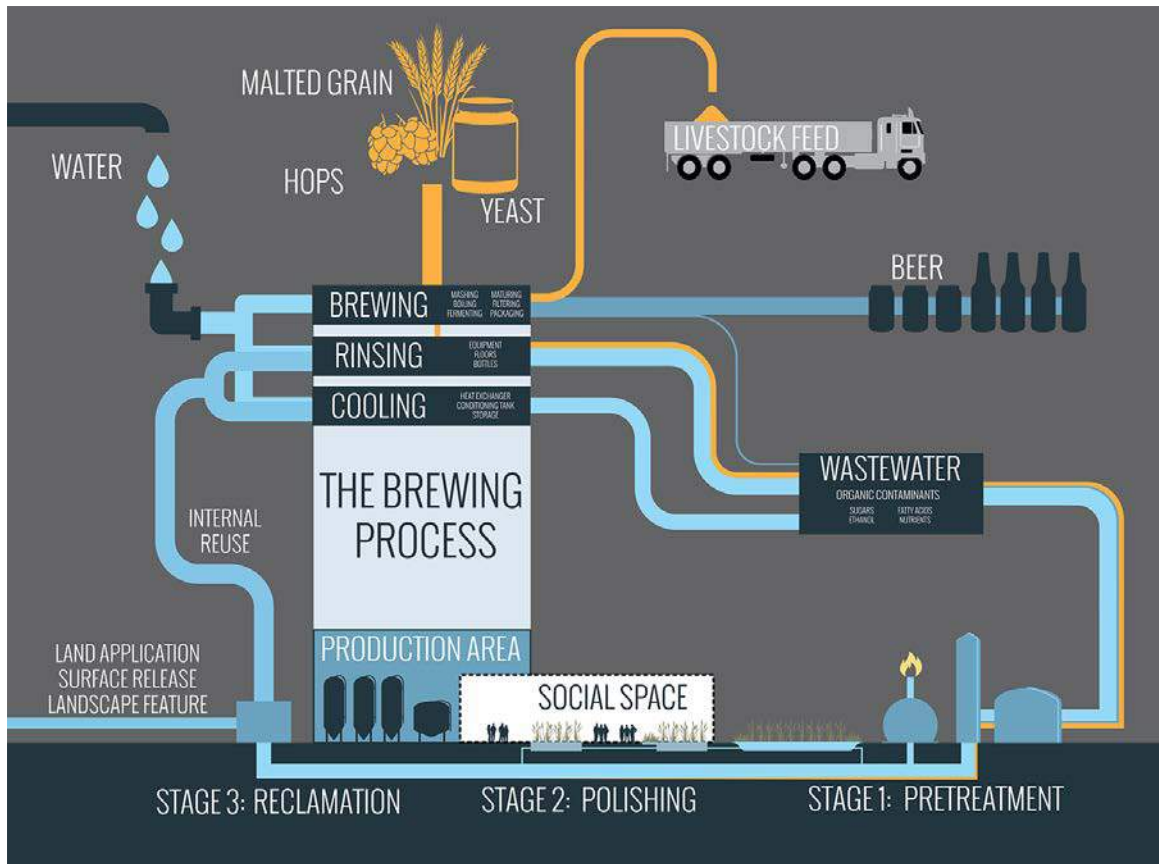 MALTED GRAIN
WATER
HOPS
YEAST
LIVESTOCK FEED
BEER
BREWING
MASHING
BOILING
FERMENTING
MATURING
FILTERING
PACKAGING
RINSING
EQUIPMENT
FLOORS
BOTTLES
COOLING
HEAT EXCHANGER
CONDITIONING TANK
STORAGE
THE BREWING
PROCESS
WASTEWATER
ORGANIC CONTAMINANTS
SUGARS
ETHANOL
FATTY ACIDS
NUTRIENTS
INTERNAL
REUSE
PRODUCTION AREA
LAND APPLICATION
SURFACE RELEASE
LANDSCAPE FEATURE
SOCIAL SPACE
STAGE 3: RECLAMATION
STAGE 2: POLISHING
STAGE 1: PRETREATMENT